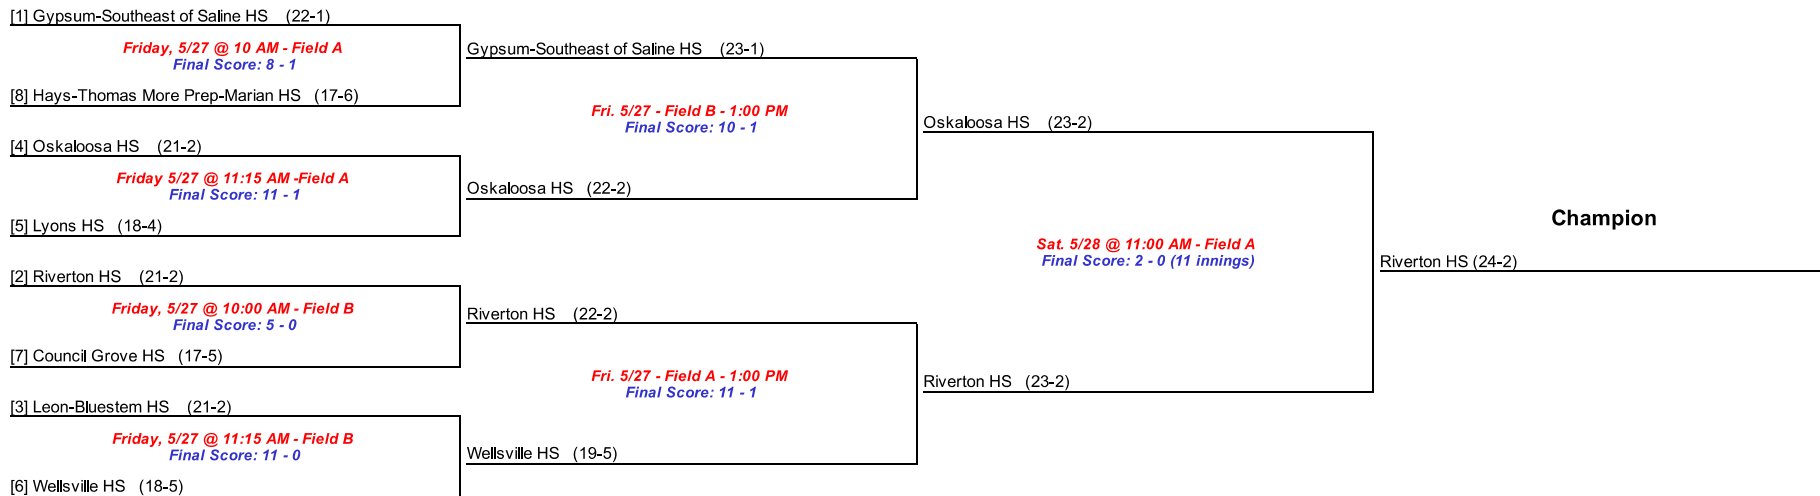 [1] Gypsum-Southeast of Saline HS (22-1)
Friday, 5/27 @ 10 AM - Field A
Final Score: 8 - 1
[8] Hays-Thomas More Prep-Marian HS (17-6)
[4] Oskaloosa HS (21-2)
Friday 5/27 @ 11:15 AM -Field A
Final Score: 11 - 1
[5] Lyons HS (18-4)
[2] Riverton HS (21-2)
Friday, 5/27 @ 10:00 AM - Field B
Final Score: 5 - 0
[7] Council Grove HS (17-5)
[3] Leon-Bluestem HS (21-2)
Friday, 5/27 @ 11:15 AM - Field B
Final Score: 11 - 0
[6] Wellsville HS (18-5)
Gypsum-Southeast of Saline HS (23-1)
Fri. 5/27 - Field B - 1:00 PM
Final Score: 10 - 1
Oskaloosa HS (22-2)
Riverton HS (22-2)
Fri. 5/27 - Field A - 1:00 PM
Final Score: 11 - 1
Wellsville HS (19-5)
Oskaloosa HS (23-2)
Sat. 5/28 @ 11:00 AM - Field A
Final Score: 2 - 0 (11 innings)
Riverton HS (23-2)
Champion
Riverton HS (24-2)